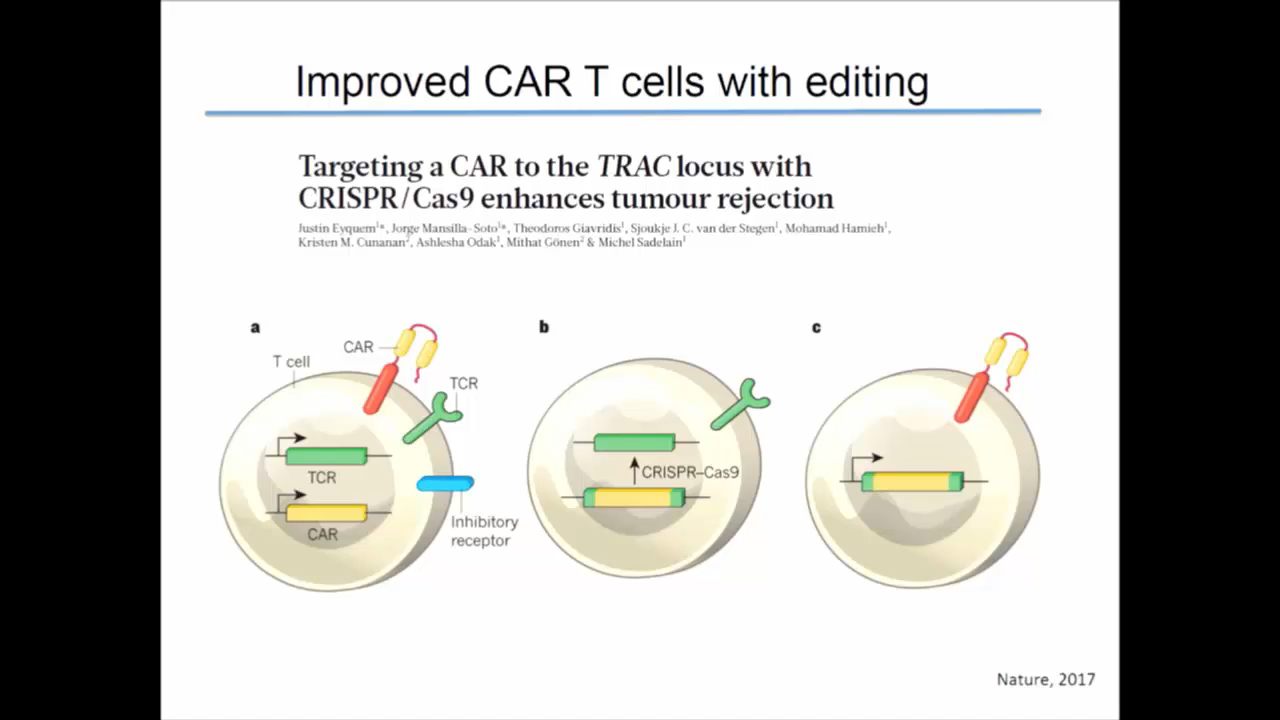 Improved CAR T cells with editing
Targeting a CAR to the TRAC locus with
CRISPR/Cas9 enhances tumour rejection
Justin Eyquem¹*, Jorge Mansilla-Soto¹*, Theodoros Giavridis¹, Sjoukje J. C. van der Stegen¹, Mohamad Hamieh¹,
Kristen M. Cunanan², Ashlesha Odak¹, Mithat Gönen² & Michel Sadelain¹
a
b
c
CAR
T cell
TCR
TCR
CAR
Inhibitory
receptor
CRISPR–Cas9
Nature, 2017